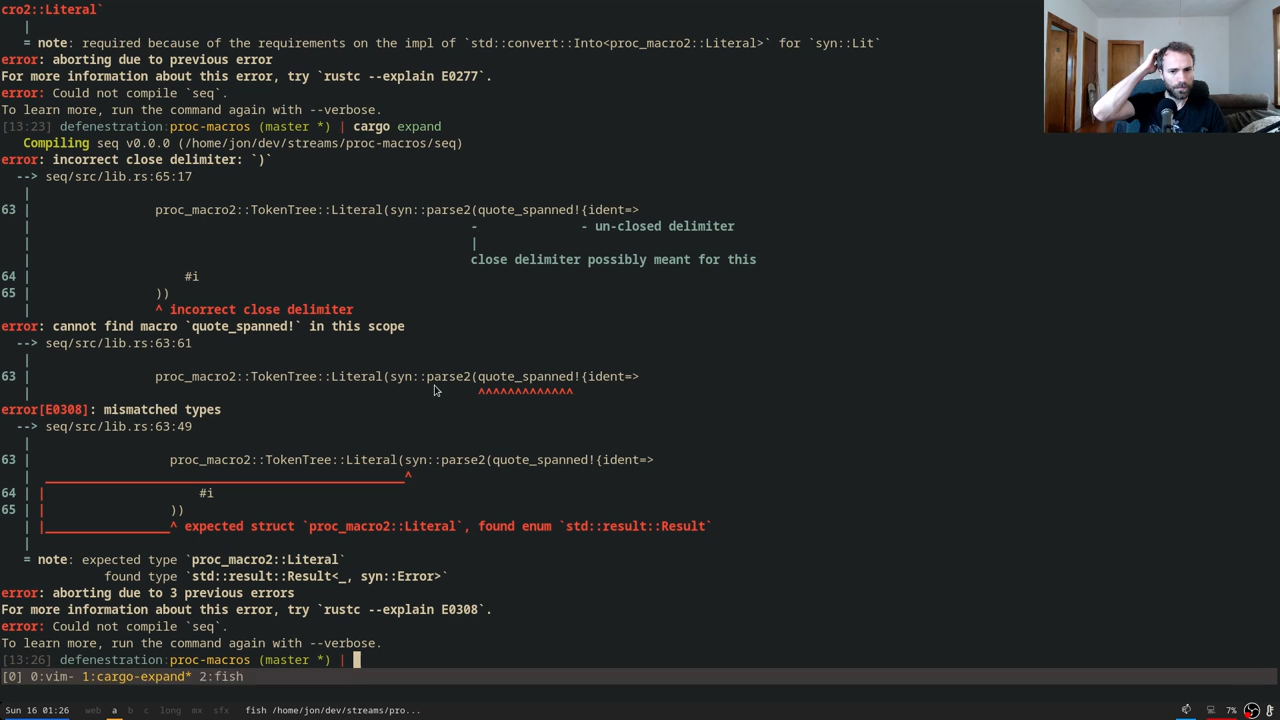 cro2::Literal`
|
= note: required because of the requirements on the impl of `std::convert::Into<proc_macro2::Literal>` for `syn::Lit`
error: aborting due to previous error
For more information about this error, try `rustc --explain E0277`.
error: Could not compile `seq`.
To learn more, run the command again with --verbose.
[13:23] defenestration:proc-macros (master *) | cargo expand
Compiling seq v0.0.0 (/home/jon/dev/streams/proc-macros/seq)
error: incorrect close delimiter: `)`
--> seq/src/lib.rs:65:17
|
63 | proc_macro2::TokenTree::Literal(syn::parse2(quote_spanned!{ident=>
| - - un-closed delimiter
| |
| close delimiter possibly meant for this
64 | #i
65 | ))
| ^ incorrect close delimiter
error: cannot find macro `quote_spanned!` in this scope
--> seq/src/lib.rs:63:61
|
63 | proc_macro2::TokenTree::Literal(syn::parse2(quote_spanned!{ident=>
| ^^^^^^^^^^^^^
error[E0308]: mismatched types
--> seq/src/lib.rs:63:49
|
63 | proc_macro2::TokenTree::Literal(syn::parse2(quote_spanned!{ident=>
| _________________________________________________^
64 | | #i
65 | | ))
| |__________________^ expected struct `proc_macro2::Literal`, found enum `std::result::Result`
|
= note: expected type `proc_macro2::Literal`
found type `std::result::Result<_, syn::Error>`
error: aborting due to 3 previous errors
For more information about this error, try `rustc --explain E0308`.
error: Could not compile `seq`.
To learn more, run the command again with --verbose.
[13:26] defenestration:proc-macros (master *) |
[0] 0:vim- 1:cargo-expand* 2:fish
Sun 16 01:26 web a b c long mx sfx fish /home/jon/dev/streams/pro... 7%